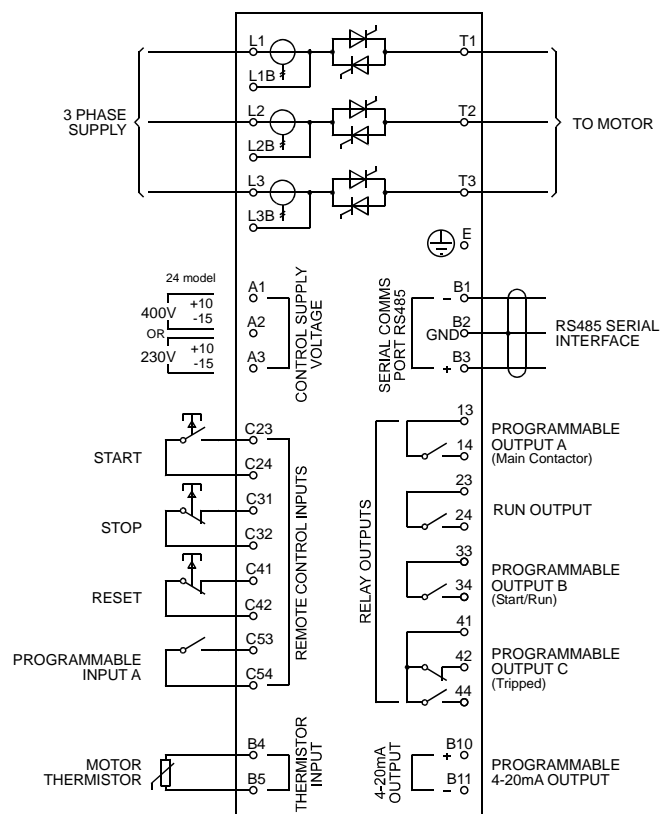 L1
T1
L1B
3 PHASE
SUPPLY
L2
T2
TO MOTOR
L2B
L3
T3
L3B
E
24 model
400V +10
-15
OR
230V +10
-15
A1
A2
A3
CONTROL SUPPLY
VOLTAGE
SERIAL COMMS
PORT RS485
B1
−
GND
B2
B3
+
RS485 SERIAL
INTERFACE
START
C23
C24
STOP
C31
C32
RESET
C41
C42
PROGRAMMABLE
INPUT A
C53
C54
REMOTE CONTROL INPUTS
RELAY OUTPUTS
13
14
PROGRAMMABLE
OUTPUT A
(Main Contactor)
23
24
RUN OUTPUT
33
34
PROGRAMMABLE
OUTPUT B
(Start/Run)
41
42
44
PROGRAMMABLE
OUTPUT C
(Tripped)
MOTOR
THERMISTOR
B4
B5
THERMISTOR
INPUT
4-20mA
OUTPUT
+ B10
− B11
PROGRAMMABLE
4-20mA OUTPUT